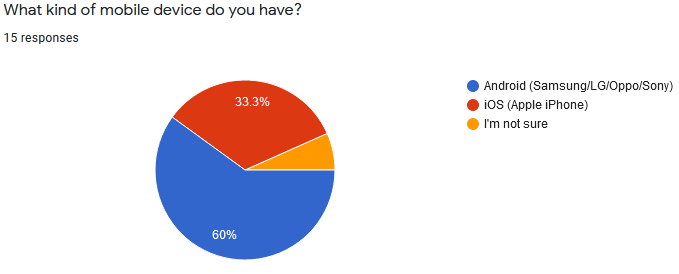 What kind of mobile device do you have?
15 responses
33.3%
60%
Android (Samsung/LG/Oppo/Sony)
iOS (Apple iPhone)
I'm not sure